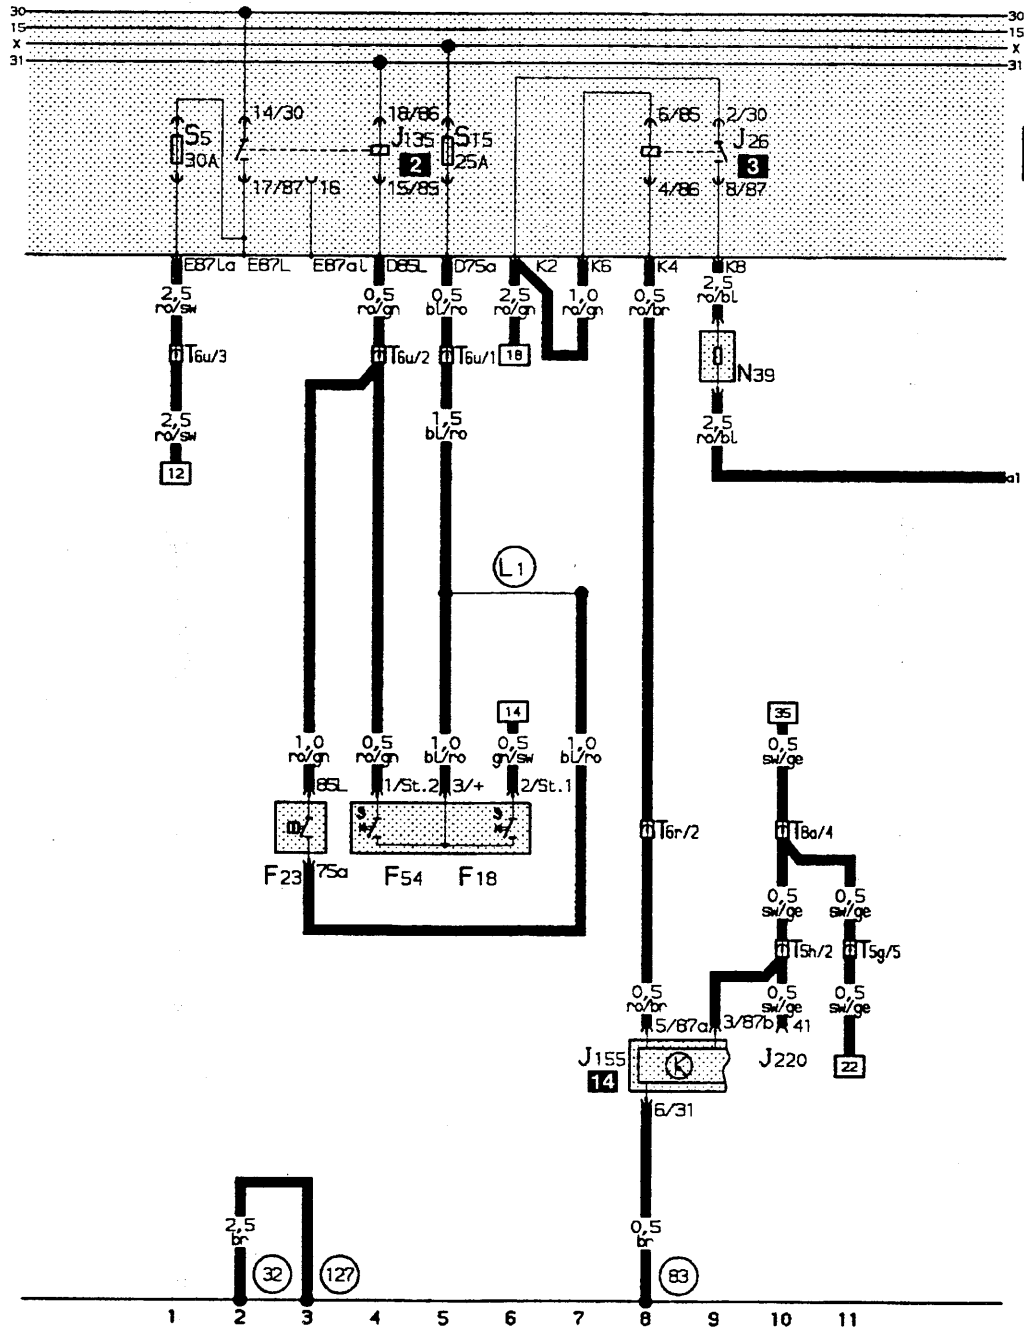 30 30
15 15
X X
31 31
14/30 18/86 6/85 2/30
S5 J135 S15 J26
30A 2 25A 3
17/87 16 15/85 4/86 8/87
E87La E87L E87al D85L D75a K2 K6 K4 K8
2,5 0,5 0,5 2,5 1,0 0,5 2,5
ro/sw ro/gn bl/ro ro/gn ro/gn ro/br ro/bl
T6u/3 T6u/2 T6u/1 18
N39
2,5 1,5 2,5
ro/sw bl/ro ro/bl
12 a1
L1
14 35
1,0 0,5 1,0 0,5 1,0 0,5
ro/gn ro/gn bl/ro gn/sw bl/ro sw/ge
85L 1/St.2 3/+ 2/St.1
S S
T6r/2 T8a/4
F23 75a F54 F18
0,5 0,5
sw/ge sw/ge
T5h/2 T5g/5
0,5 0,5 0,5
ro/br sw/ge sw/ge
5/87a 3/87b 41
J155 K J220 22
14
6/31
2,5 0,5
br br
32 127 83
1 2 3 4 5 6 7 8 9 10 11